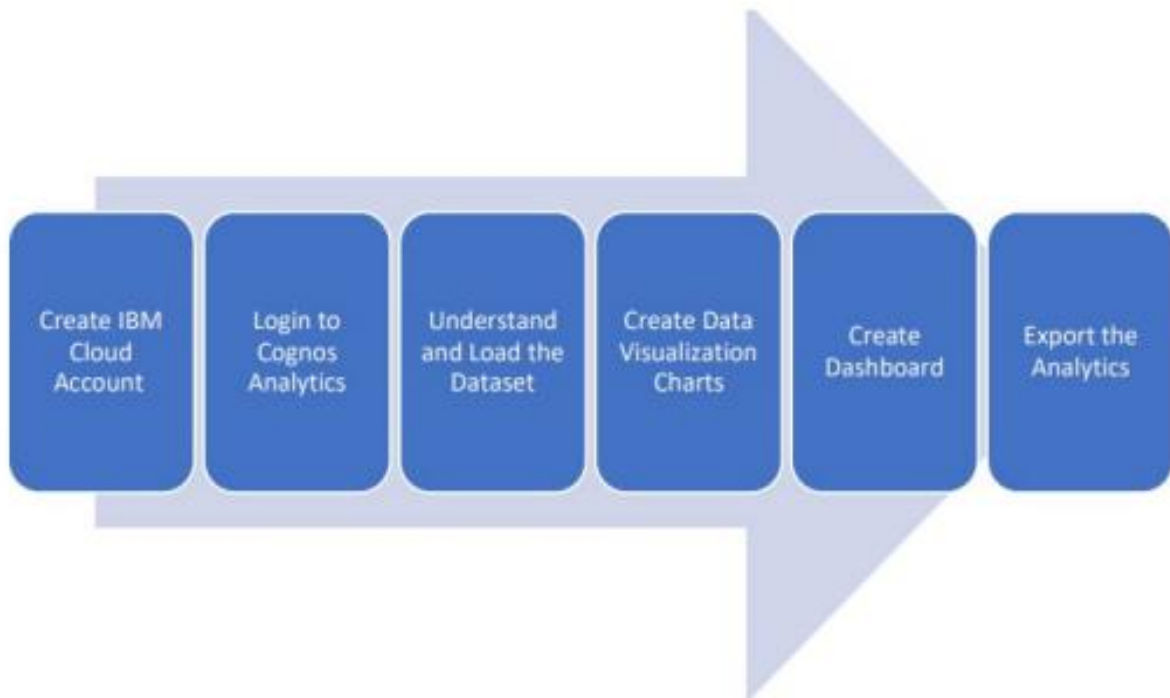 Create IBM
Cloud
Account
Login to
Cognos
Analytics
Understand
and Load the
Dataset
Create Data
Visualization
Charts
Create
Dashboard
Export the
Analytics